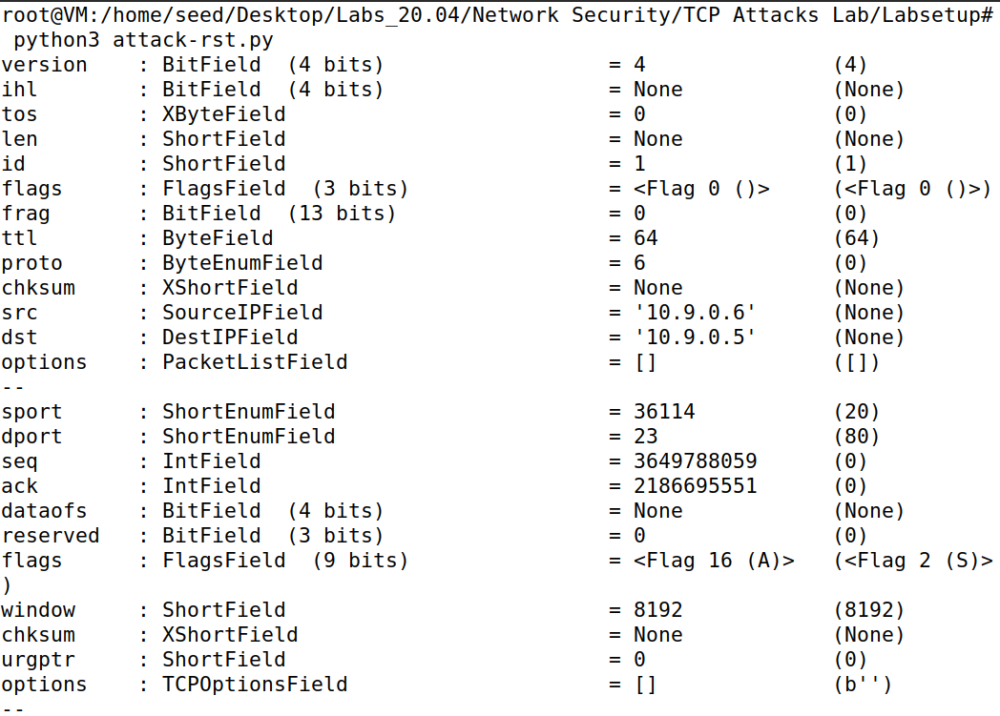 root@VM:/home/seed/Desktop/Labs_20.04/Network Security/TCP Attacks Lab/Labsetup#
 python3 attack-rst.py
version    : BitField  (4 bits)                  = 4               (4)
ihl        : BitField  (4 bits)                  = None            (None)
tos        : XByteField                          = 0               (0)
len        : ShortField                          = None            (None)
id         : ShortField                          = 1               (1)
flags      : FlagsField  (3 bits)                = <Flag 0 ()>     (<Flag 0 ()>)
frag       : BitField  (13 bits)                 = 0               (0)
ttl        : ByteField                           = 64              (64)
proto      : ByteEnumField                       = 6               (0)
chksum     : XShortField                         = None            (None)
src        : SourceIPField                       = '10.9.0.6'      (None)
dst        : DestIPField                         = '10.9.0.5'      (None)
options    : PacketListField                     = []              ([])
--
sport      : ShortEnumField                      = 36114           (20)
dport      : ShortEnumField                      = 23              (80)
seq        : IntField                            = 3649788059      (0)
ack        : IntField                            = 2186695551      (0)
dataofs    : BitField  (4 bits)                  = None            (None)
reserved   : BitField  (3 bits)                  = 0               (0)
flags      : FlagsField  (9 bits)                = <Flag 16 (A)>   (<Flag 2 (S)>
)
window     : ShortField                          = 8192            (8192)
chksum     : XShortField                         = None            (None)
urgptr     : ShortField                          = 0               (0)
options    : TCPOptionsField                     = []              (b'')
--